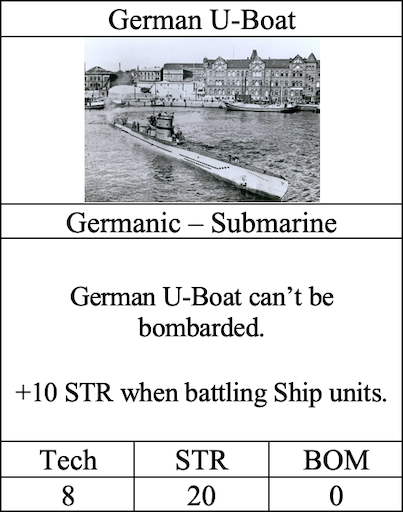 German U-Boat
Germanic – Submarine
German U-Boat can’t be
bombarded.
+10 STR when battling Ship units.
Tech STR BOM
8 20 0